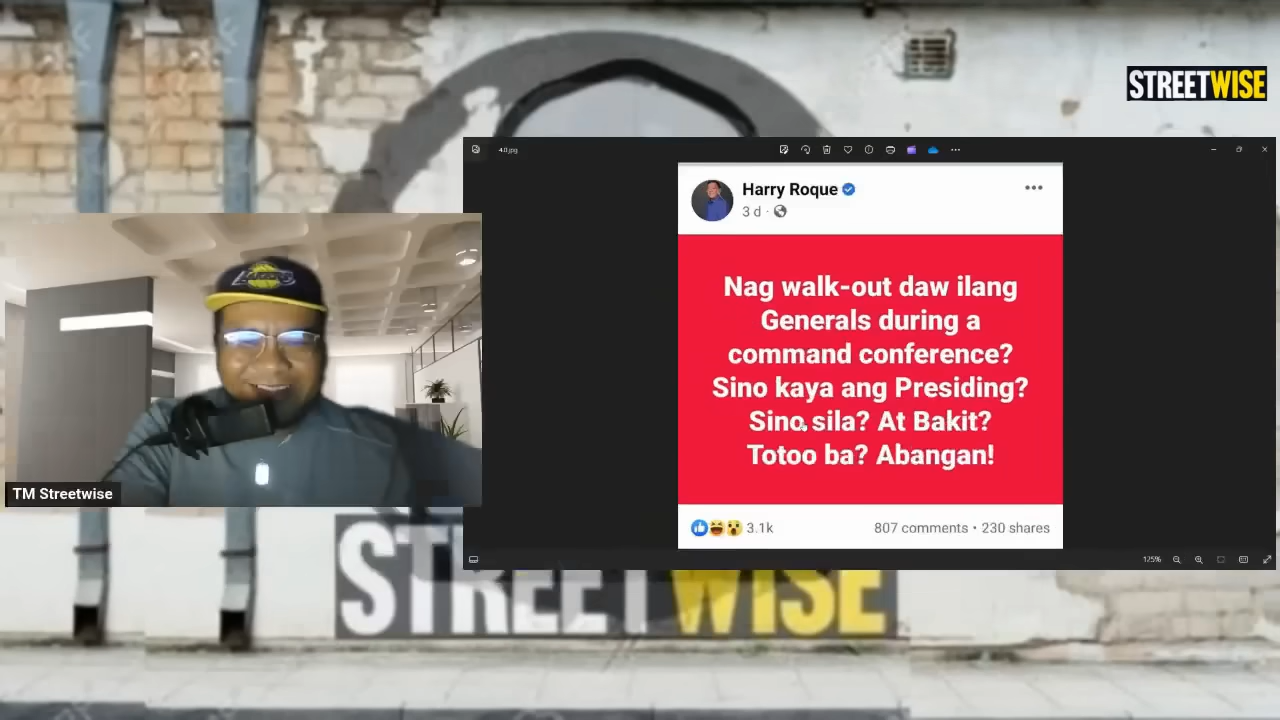 STREETWISE
4.0.jpg
Harry Roque
3 d
Nag walk-out daw ilang
Generals during a
command conference?
Sino kaya ang Presiding?
Sino sila? At Bakit?
Totoo ba? Abangan!
3.1k
807 comments • 230 shares
125%
LAKERS
TM Streetwise
STREETWISE